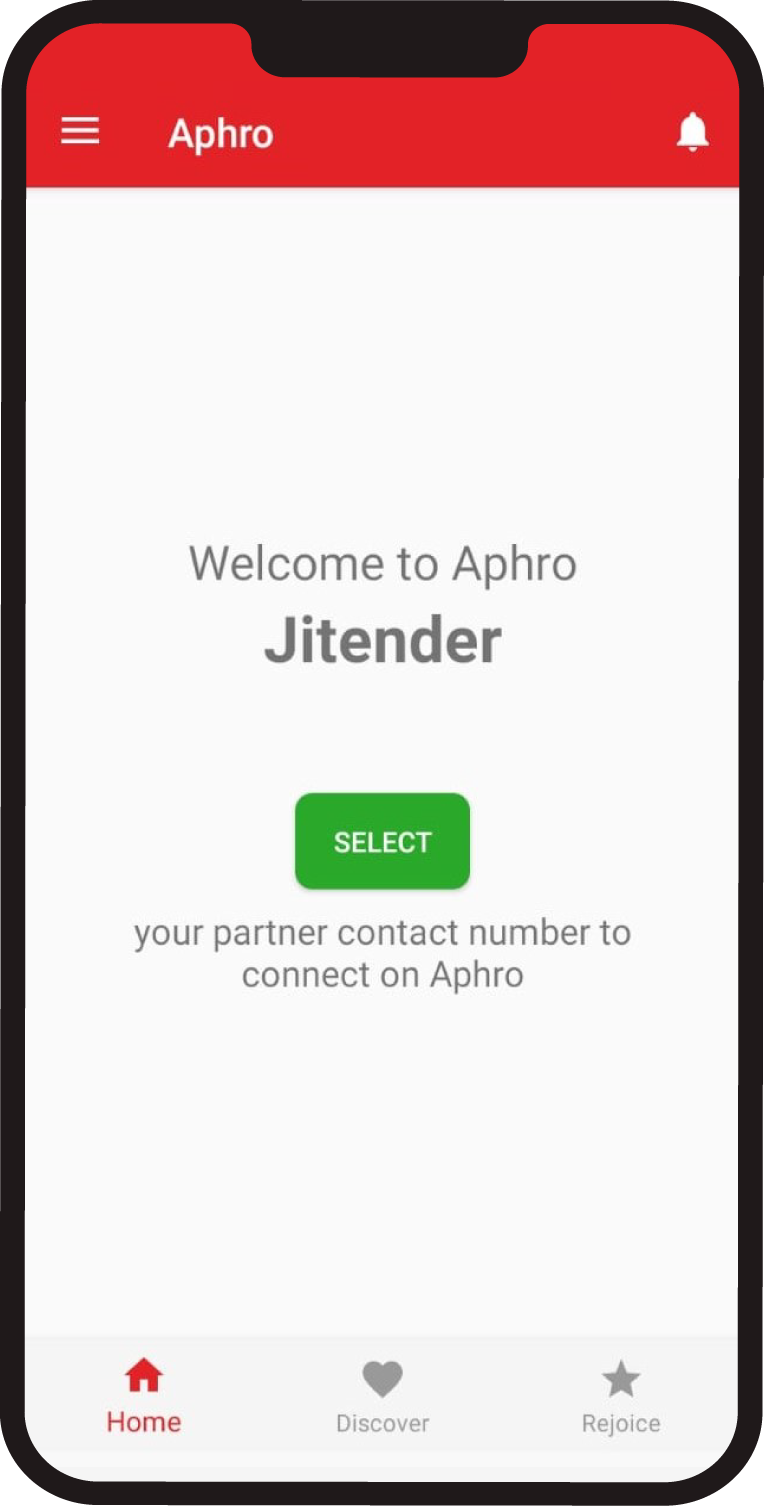 Aphro
Welcome to Aphro
Jitender
SELECT
your partner contact number to
connect on Aphro
Home
Discover
Rejoice